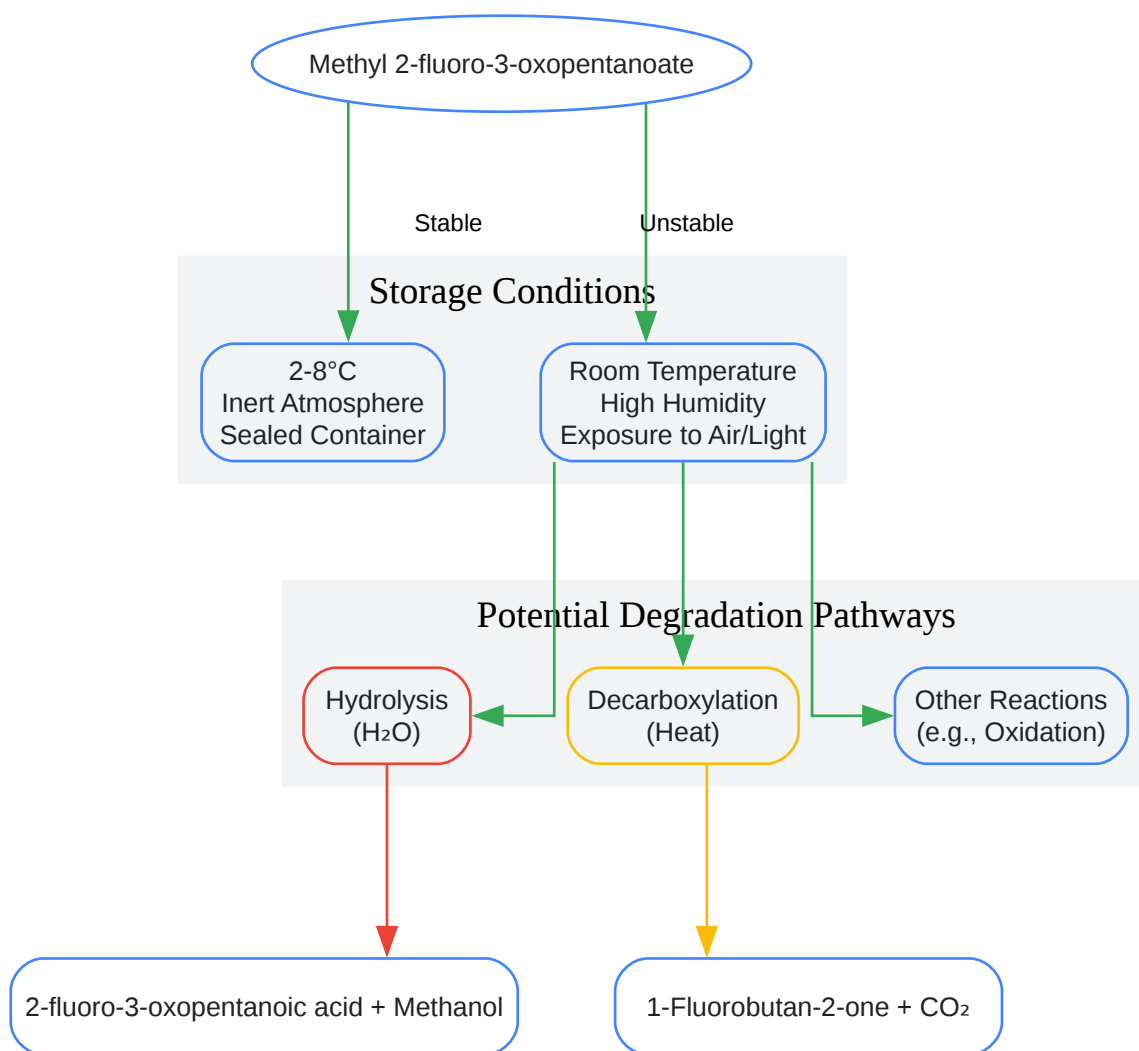 Methyl 2-fluoro-3-oxopentanoate
Stable
Unstable
Storage Conditions
2-8°C
Inert Atmosphere
Sealed Container
Room Temperature
High Humidity
Exposure to Air/Light
Potential Degradation Pathways
Hydrolysis
(H₂O)
Decarboxylation
(Heat)
Other Reactions
(e.g., Oxidation)
2-fluoro-3-oxopentanoic acid + Methanol
1-Fluorobutan-2-one + CO₂